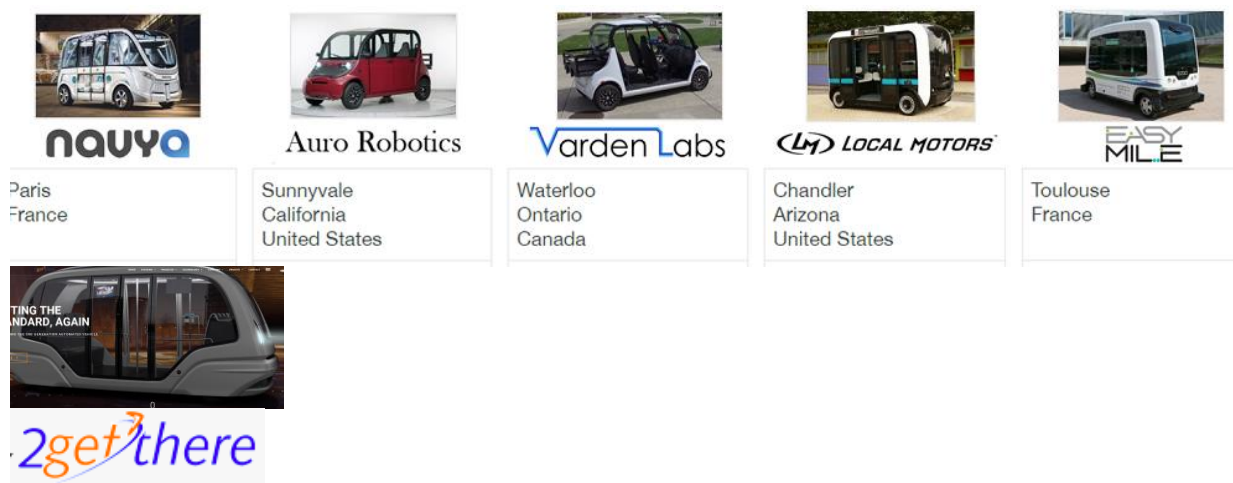 nauya
Auro Robotics
Varden Labs
LM LOCAL MOTORS
EASY
MILE
Paris
France
Sunnyvale
California
United States
Waterloo
Ontario
Canada
Chandler
Arizona
United States
Toulouse
France
TING THE
NDARD, AGAIN
2getthere